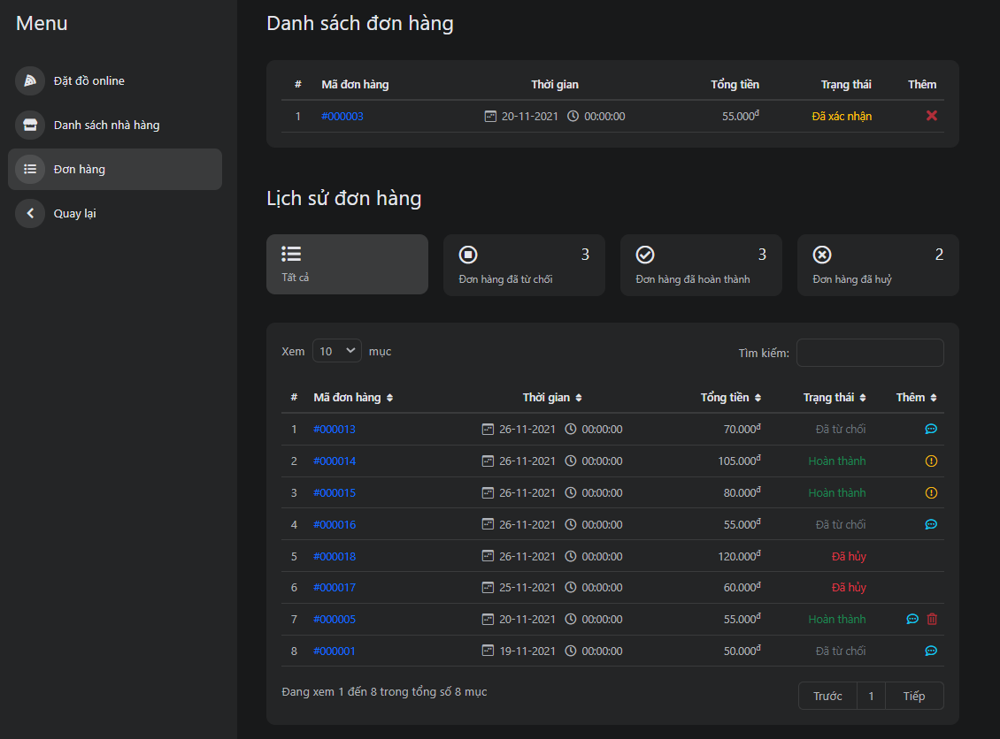 Menu
Đặt đồ online
Danh sách nhà hàng
Đơn hàng
Quay lại
Danh sách đơn hàng
# Mã đơn hàng Thời gian Tổng tiền Trạng thái Thêm
1 #000003 20-11-2021 00:00:00 55.000đ Đã xác nhận
Lịch sử đơn hàng
Tất cả
3
Đơn hàng đã từ chối
3
Đơn hàng đã hoàn thành
2
Đơn hàng đã huỷ
Xem 10 mục Tìm kiếm:
# Mã đơn hàng Thời gian Tổng tiền Trạng thái Thêm
1 #000013 26-11-2021 00:00:00 70.000đ Đã từ chối
2 #000014 26-11-2021 00:00:00 105.000đ Hoàn thành
3 #000015 26-11-2021 00:00:00 80.000đ Hoàn thành
4 #000016 26-11-2021 00:00:00 55.000đ Đã từ chối
5 #000018 26-11-2021 00:00:00 120.000đ Đã hủy
6 #000017 25-11-2021 00:00:00 60.000đ Đã hủy
7 #000005 20-11-2021 00:00:00 55.000đ Hoàn thành
8 #000001 19-11-2021 00:00:00 50.000đ Đã từ chối
Đang xem 1 đến 8 trong tổng số 8 mục
Trước 1 Tiếp